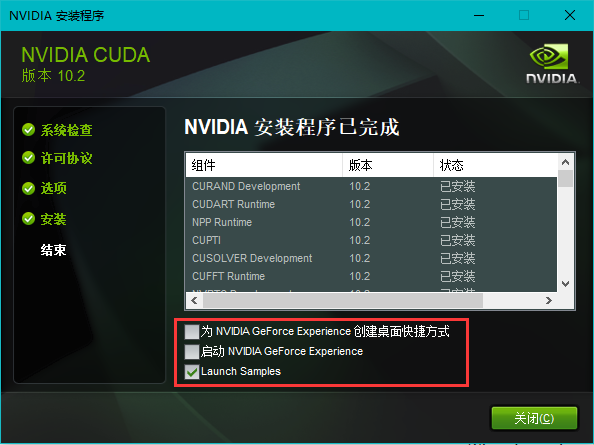 NVIDIA 安装程序
NVIDIA CUDA
版本 10.2
NVIDIA.
系统检查
许可协议
选项
安装
结束
NVIDIA 安装程序已完成
组件 版本 状态
CURAND Development 10.2 已安装
CUDART Runtime 10.2 已安装
NPP Runtime 10.2 已安装
CUPTI 10.2 已安装
CUSOLVER Development 10.2 已安装
CUFFT Runtime 10.2 已安装
为 NVIDIA GeForce Experience 创建桌面快捷方式
启动 NVIDIA GeForce Experience
Launch Samples
关闭(C)